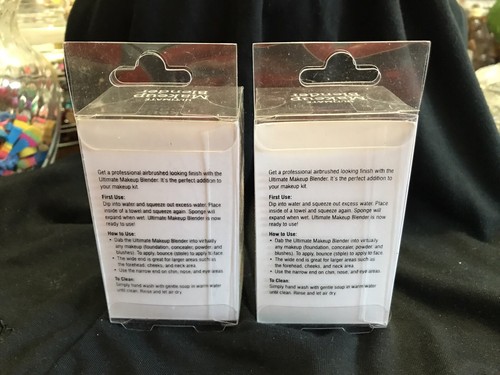 ULTIMATE
Makeup
Blender
Get a professional airbrushed looking finish with the
Ultimate Makeup Blender. It's the perfect addition to
your makeup kit.
First Use:
Dip into water and squeeze out excess water. Place
inside of a towel and squeeze again. Sponge will
expand when wet. Ultimate Makeup Blender is now
ready to use!
How to Use:
• Dab the Ultimate Makeup Blender into virtually
any makeup (foundation, concealer, powder, and
blushes). To apply, bounce (stiple) to apply to face.
• The wide end is great for larger areas such as
the forehead, cheeks, and neck area.
• Use the narrow end on chin, nose, and eye areas.
To Clean:
Simply hand wash with gentle soap or warm water
until clean. Rinse and let air dry.
ULTIMATE
Makeup
Blender
Get a professional airbrushed looking finish with the
Ultimate Makeup Blender. It's the perfect addition to
your makeup kit.
First Use:
Dip into water and squeeze out excess water. Place
inside of a towel and squeeze again. Sponge will
expand when wet. Ultimate Makeup Blender is now
ready to use!
How to Use:
• Dab the Ultimate Makeup Blender into virtually
any makeup (foundation, concealer, powder, and
blushes). To apply, bounce (stiple) to apply to face.
• The wide end is great for larger areas such as
the forehead, cheeks, and neck area.
• Use the narrow end on chin, nose, and eye areas.
To Clean:
Simply hand wash with gentle soap or warm water
until clean. Rinse and let air dry.